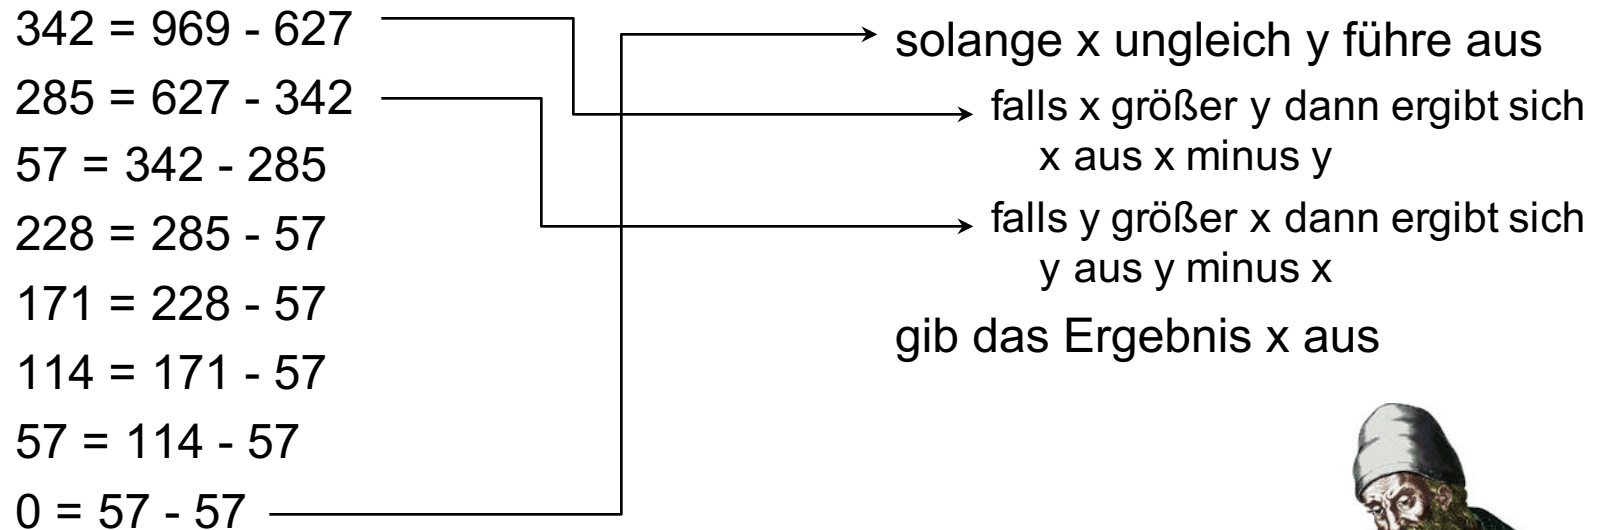 342 = 969 - 627
285 = 627 - 342
57 = 342 - 285
228 = 285 - 57
171 = 228 - 57
114 = 171 - 57
57 = 114 - 57
0 = 57 - 57
solange x ungleich y führe aus
falls x größer y dann ergibt sich
x aus x minus y
falls y größer x dann ergibt sich
y aus y minus x
gib das Ergebnis x aus